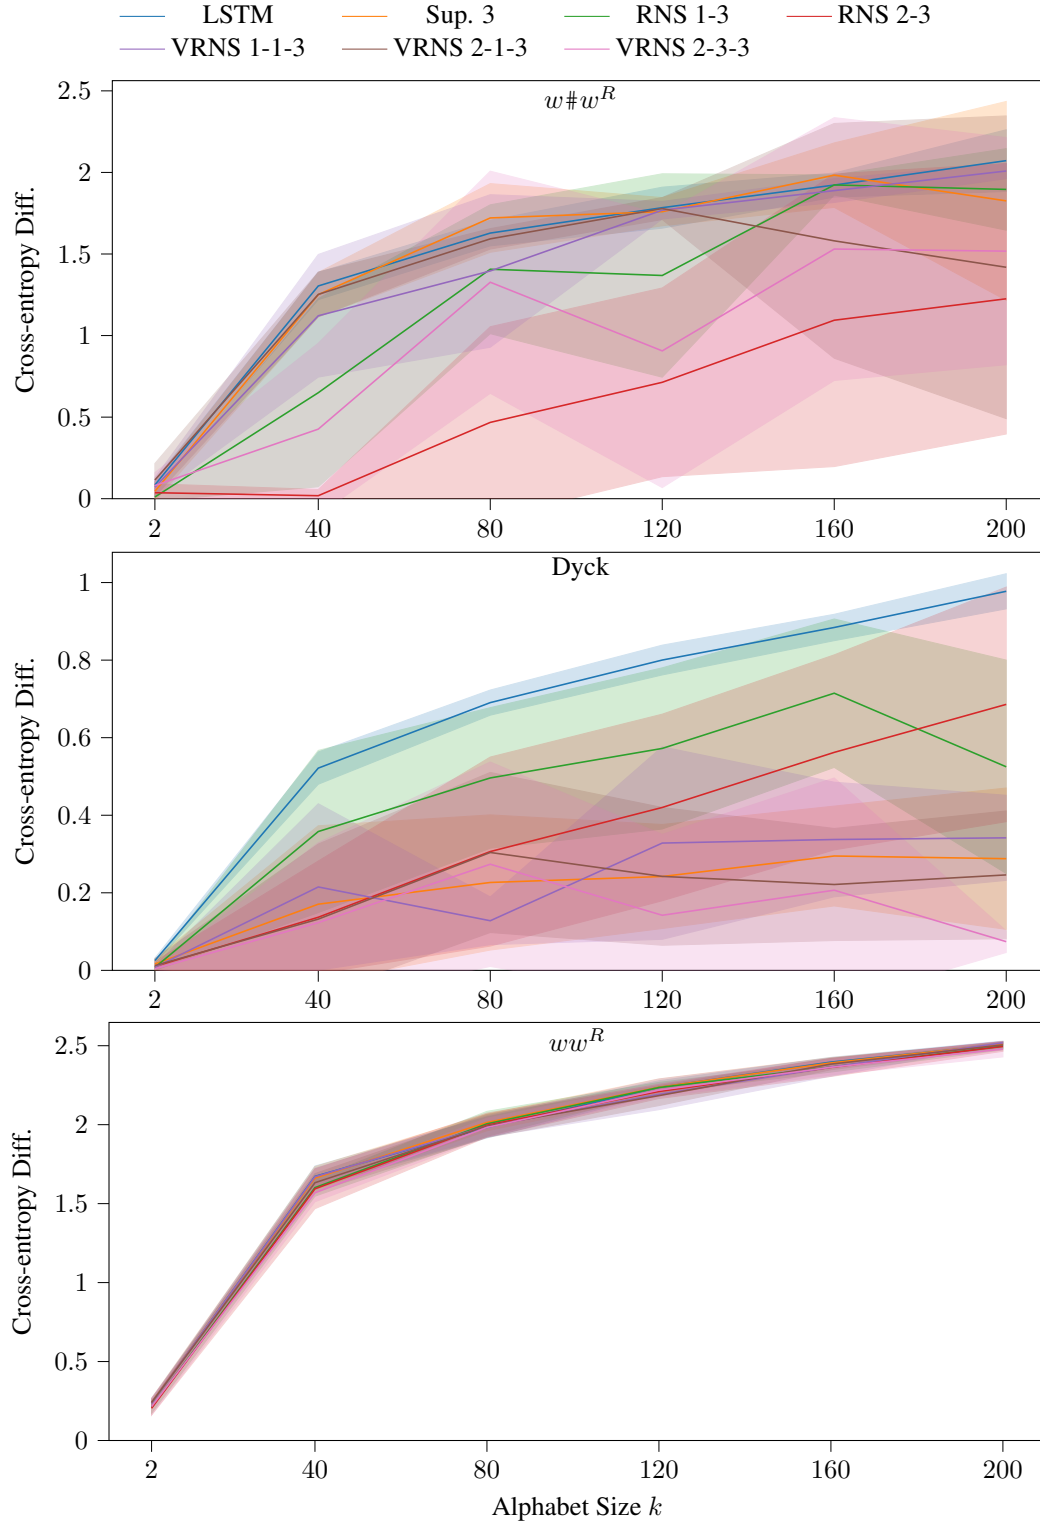 LSTM Sup. 3 RNS 1-3 RNS 2-3
VRNS 1-1-3 VRNS 2-1-3 VRNS 2-3-3
w#w^R
2.5
2
1.5
1
0.5
0
Cross-entropy Diff.
2 40 80 120 160 200
Dyck
1
0.8
0.6
0.4
0.2
0
Cross-entropy Diff.
2 40 80 120 160 200
ww^R
2.5
2
1.5
1
0.5
0
Cross-entropy Diff.
2 40 80 120 160 200
Alphabet Size k